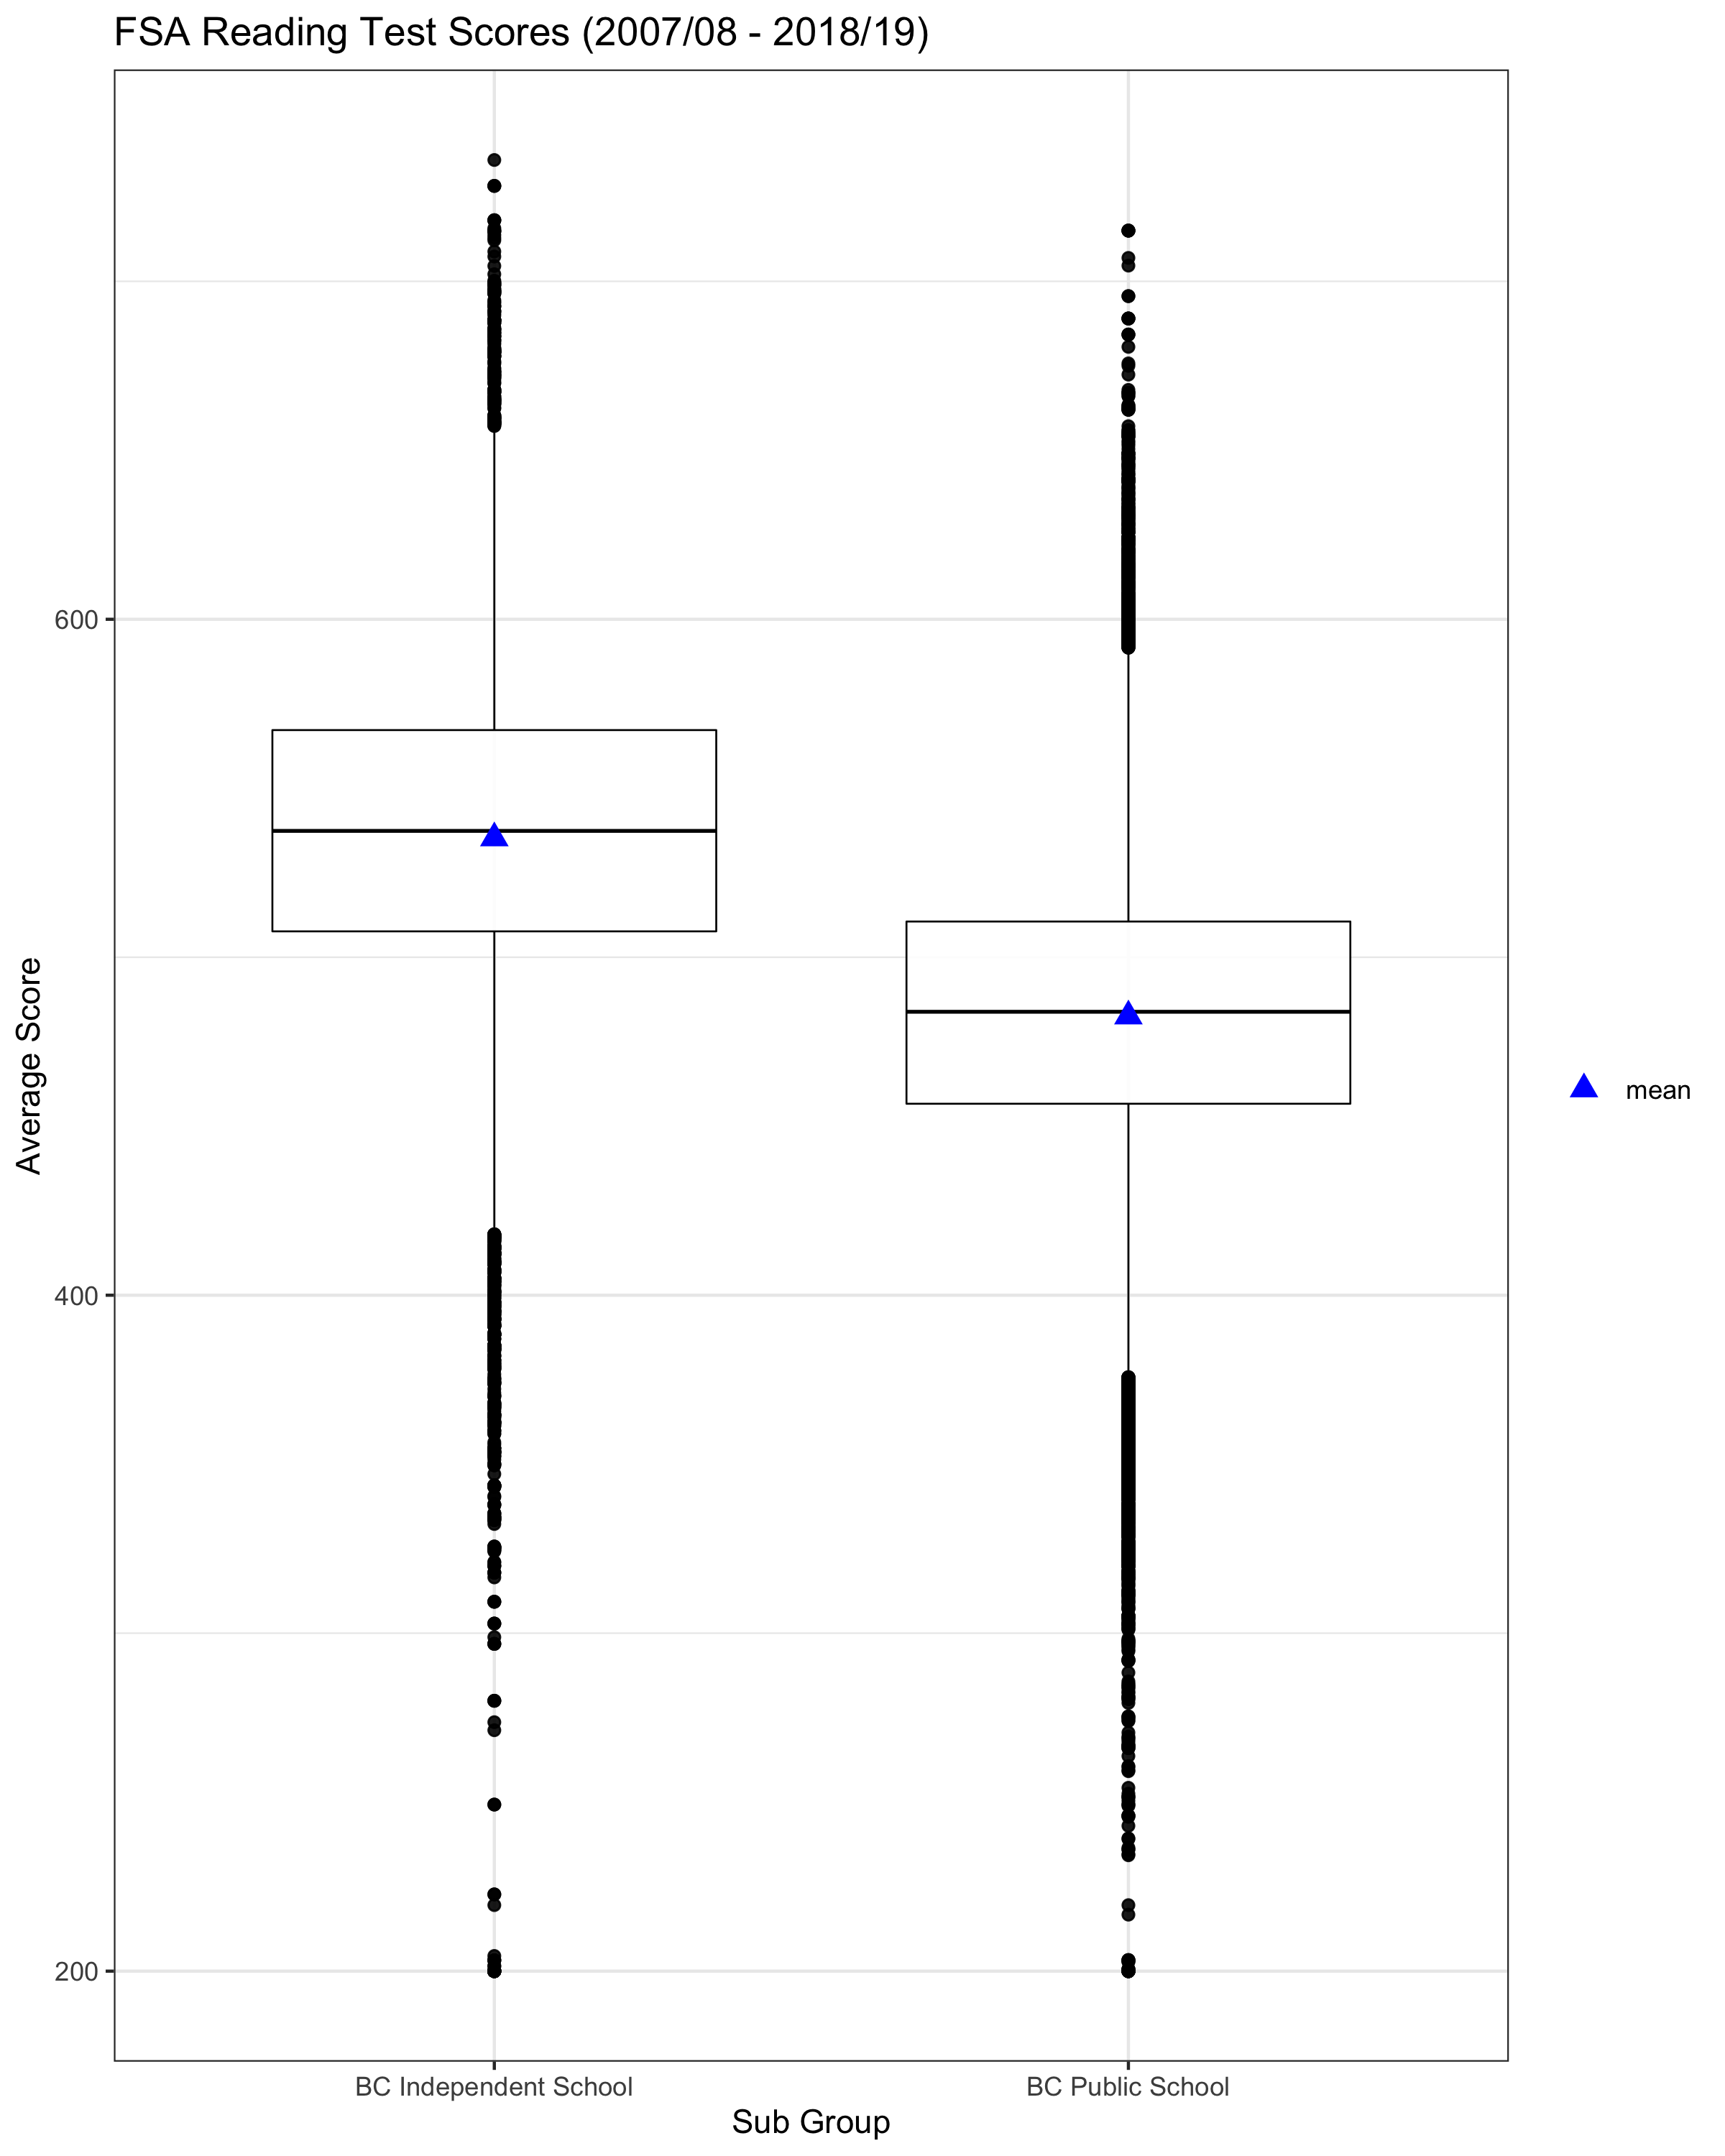 FSA Reading Test Scores (2007/08 - 2018/19)
Average Score
600
400
200
BC Independent School
BC Public School
Sub Group
mean